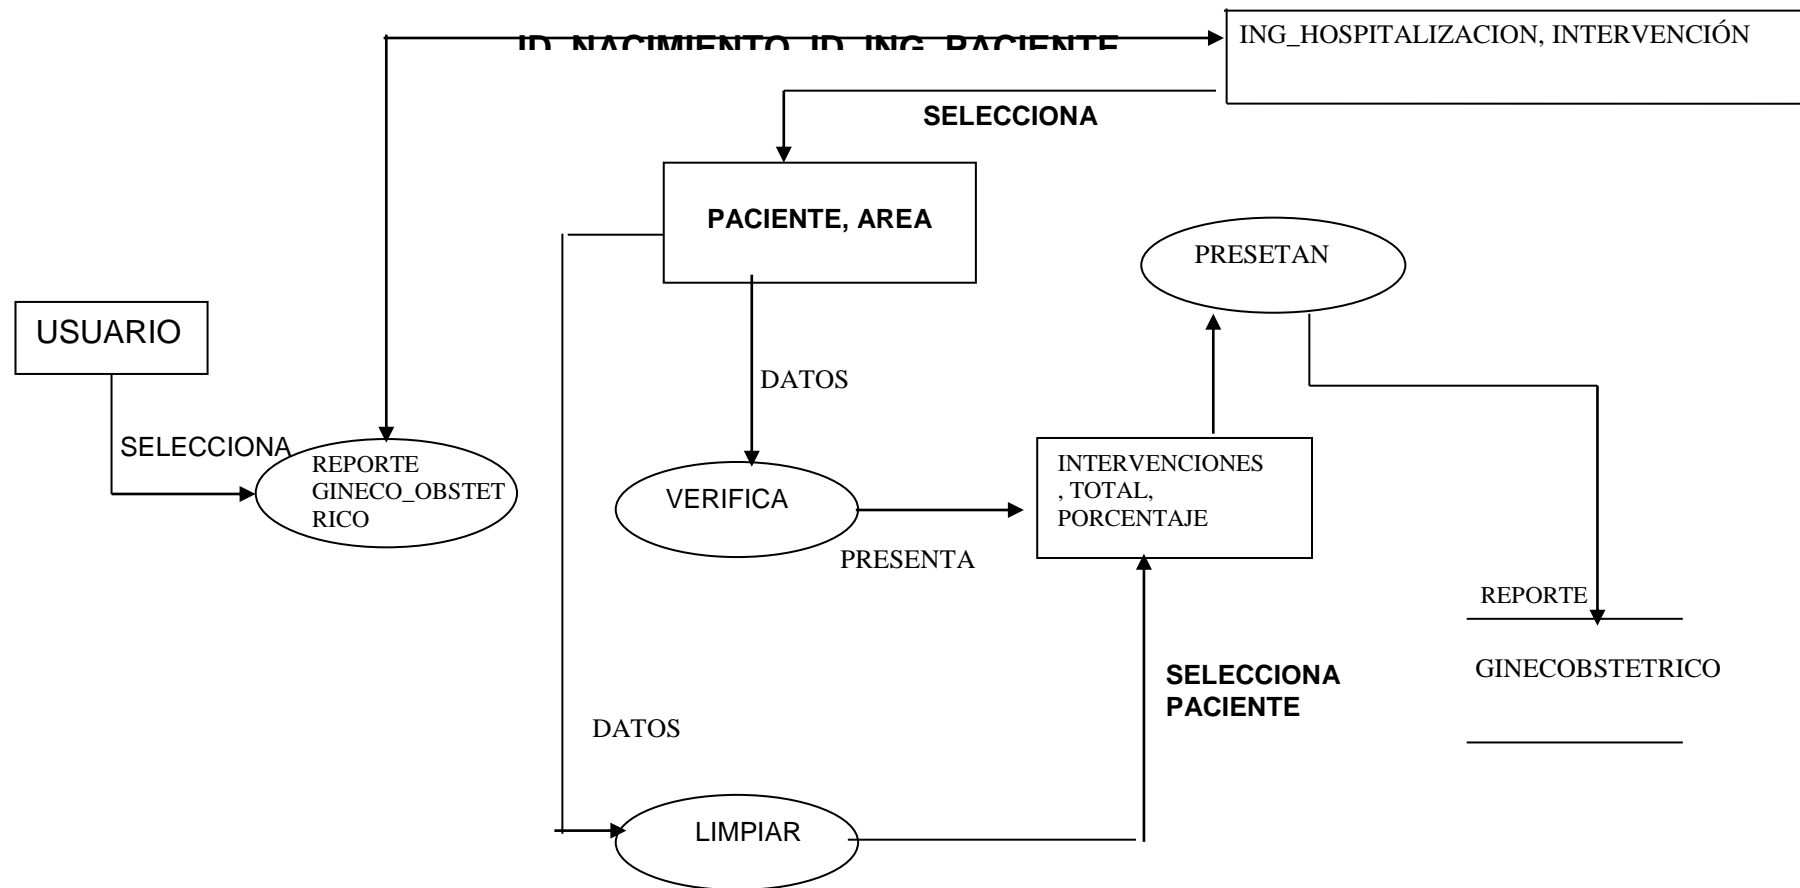 ID_NACIMIENTO, ID_ING_PACIENTE
ING_HOSPITALIZACION, INTERVENCIÓN
SELECCIONA
PACIENTE, AREA
PRESETAN
USUARIO
DATOS
SELECCIONA
REPORTE
GINECO_OBSTET
RICO
VERIFICA
INTERVENCIONES
, TOTAL,
PORCENTAJE
PRESENTA
REPORTE
GINECOBSTETRICO
SELECCIONA
PACIENTE
DATOS
LIMPIAR